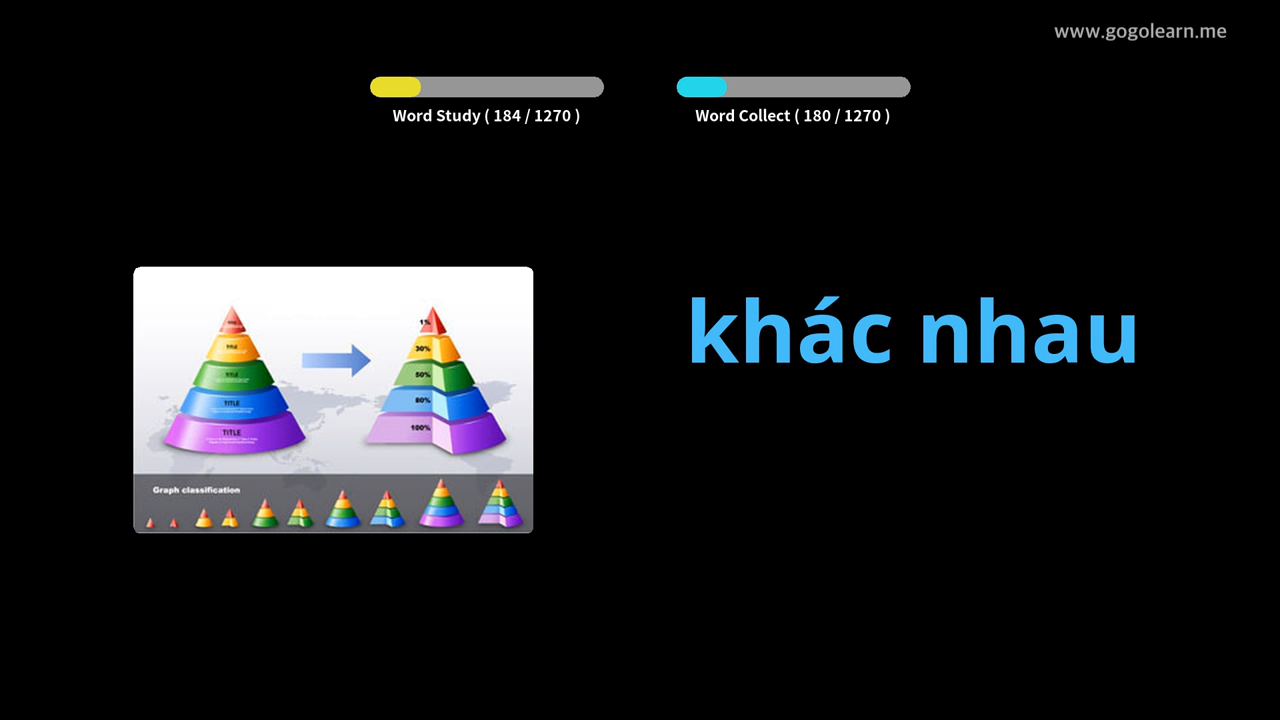 www.gogolearn.me
Word Study ( 184 / 1270 )
Word Collect ( 180 / 1270 )
khác nhau
TITLE
TITLE
TITLE
TITLE
1%
30%
50%
80%
100%
Graph classification